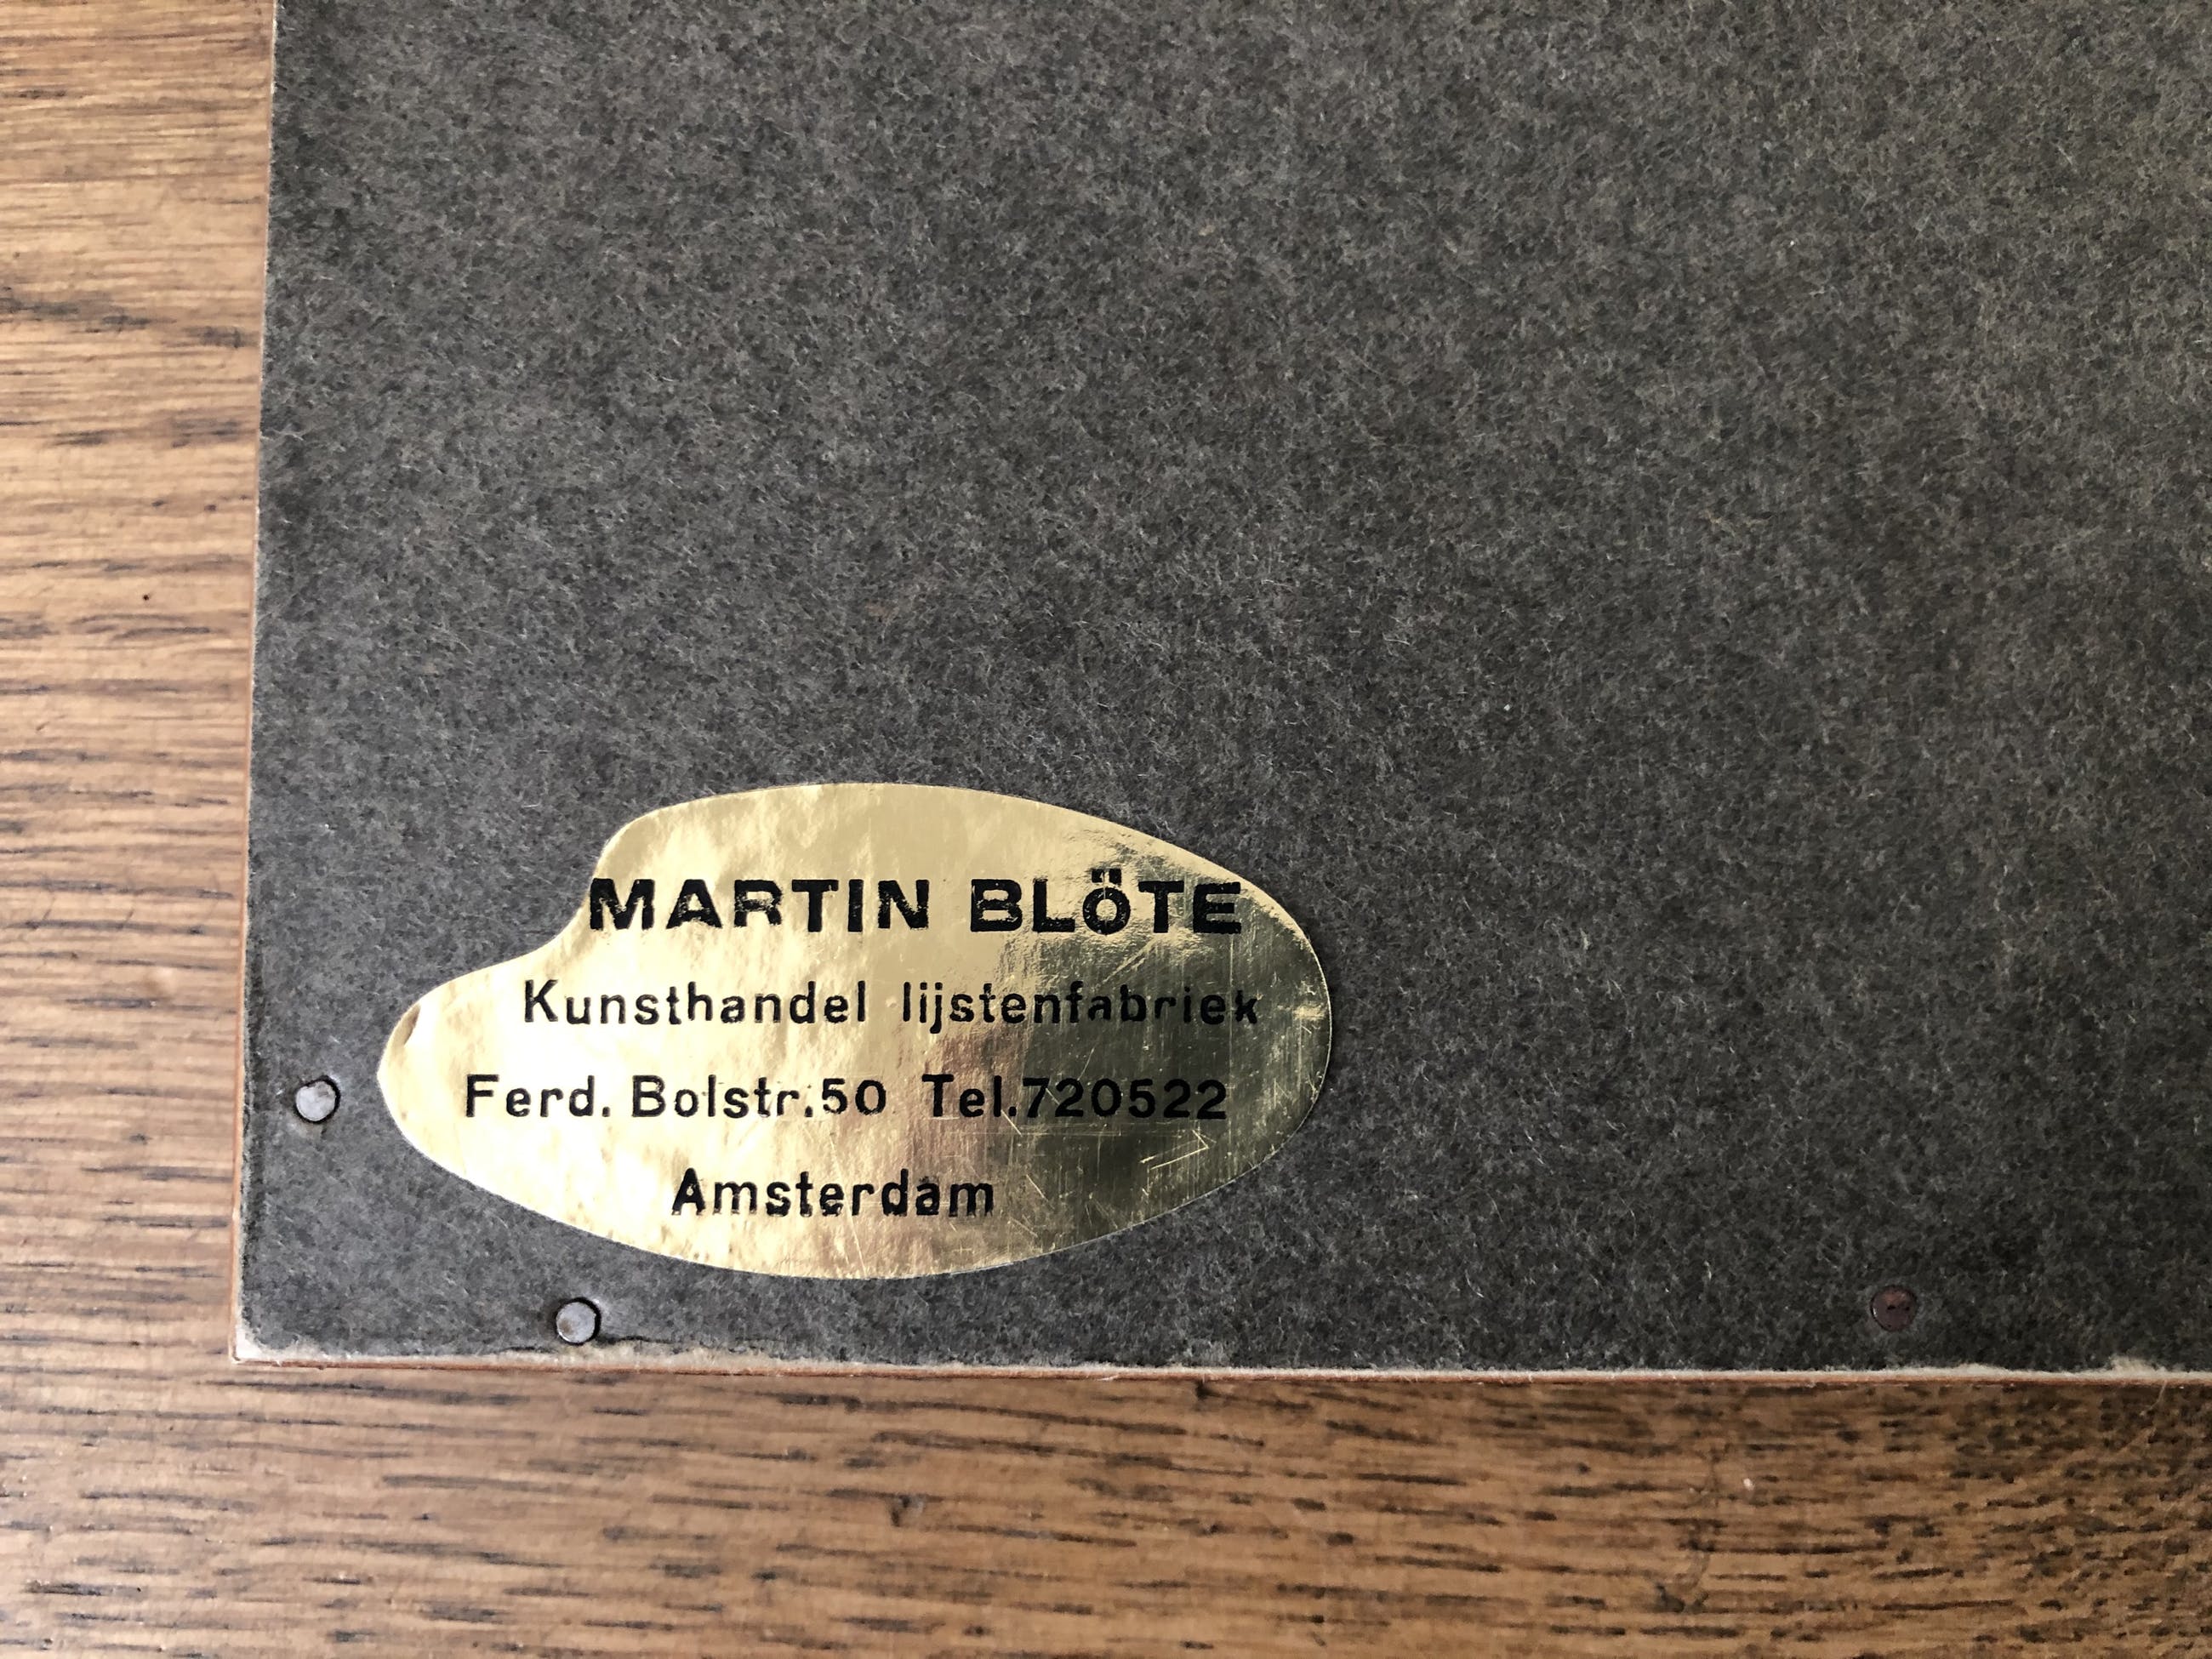 MARTIN BLÖTE
Kunsthandel lijstenfabriek
Ferd. Bolstr.50 Tel.720522
Amsterdam